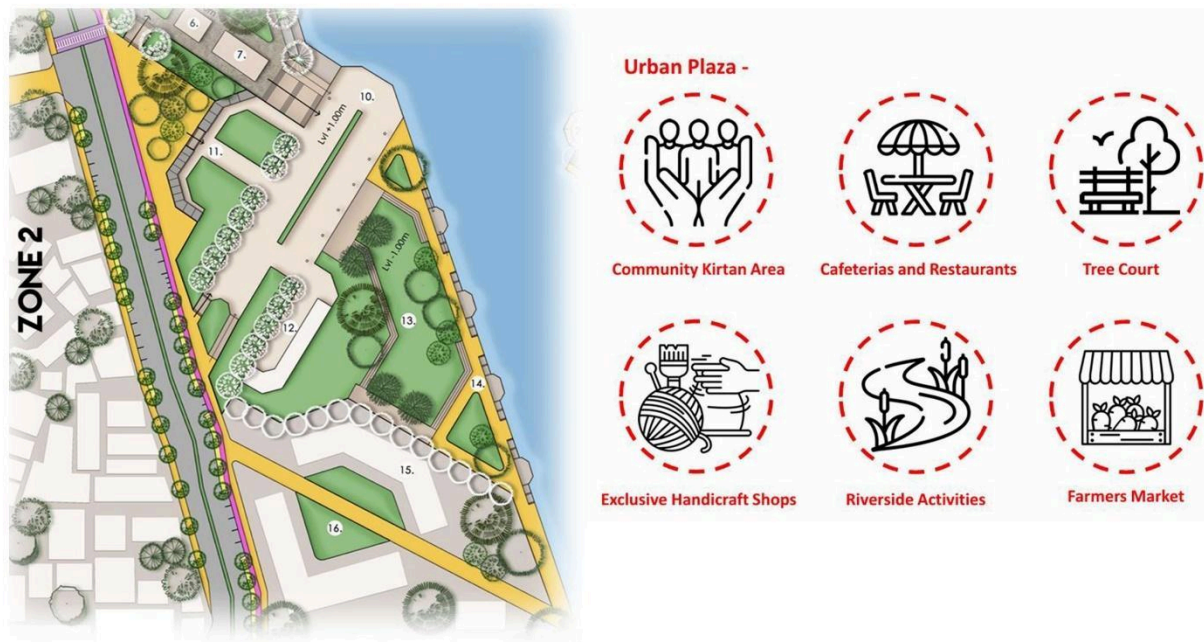 6.
7.
10.
Lvl +1.00m
11.
ZONE 2
Lvl -1.00m
12.
13.
14.
15.
16.
Urban Plaza -
Community Kirtan Area
Cafeterias and Restaurants
Tree Court
Exclusive Handicraft Shops
Riverside Activities
Farmers Market